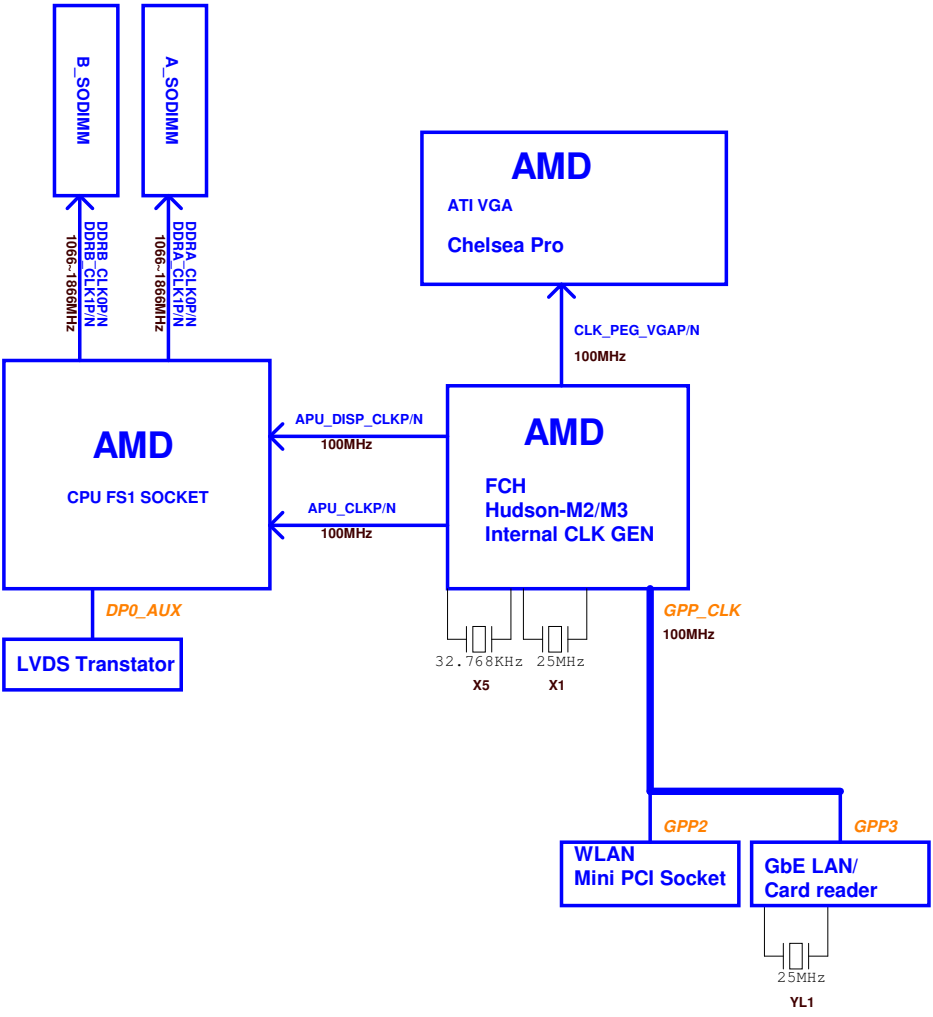 B_SODIMM
A_SODIMM
DDRB_CLK0P/N
DDRB_CLK1P/N
1066~1866MHz
DDRA_CLK0P/N
DDRA_CLK1P/N
1066~1866MHz
AMD
ATI VGA
Chelsea Pro
CLK_PEG_VGAP/N
100MHz
AMD
CPU FS1 SOCKET
APU_DISP_CLKP/N
100MHz
APU_CLKP/N
100MHz
AMD
FCH
Hudson-M2/M3
Internal CLK GEN
DP0_AUX
LVDS Transtator
32.768KHz
X5
25MHz
X1
GPP_CLK
100MHz
GPP2
WLAN
Mini PCI Socket
GPP3
GbE LAN/
Card reader
25MHz
YL1